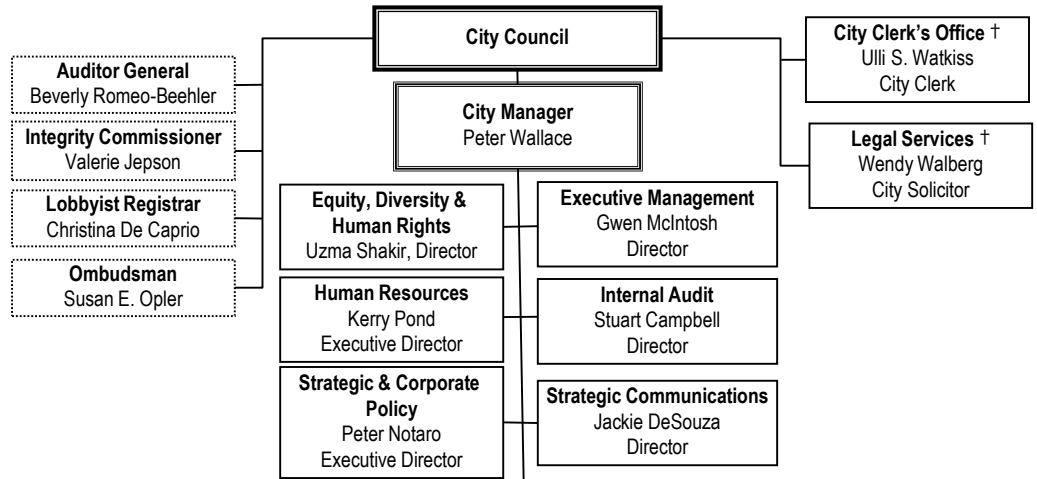 City Council
City Clerk's Office †
Ulli S. Watkiss
City Clerk
Auditor General
Beverly Romeo-Beehler
City Manager
Peter Wallace
Integrity Commissioner
Valerie Jepson
Legal Services †
Wendy Walberg
City Solicitor
Lobbyist Registrar
Christina De Caprio
Ombudsman
Susan E. Opler
Equity, Diversity &
Human Rights
Uzma Shakir, Director
Executive Management
Gwen McIntosh
Director
Human Resources
Kerry Pond
Executive Director
Internal Audit
Stuart Campbell
Director
Strategic & Corporate
Policy
Peter Notaro
Executive Director
Strategic Communications
Jackie DeSouza
Director